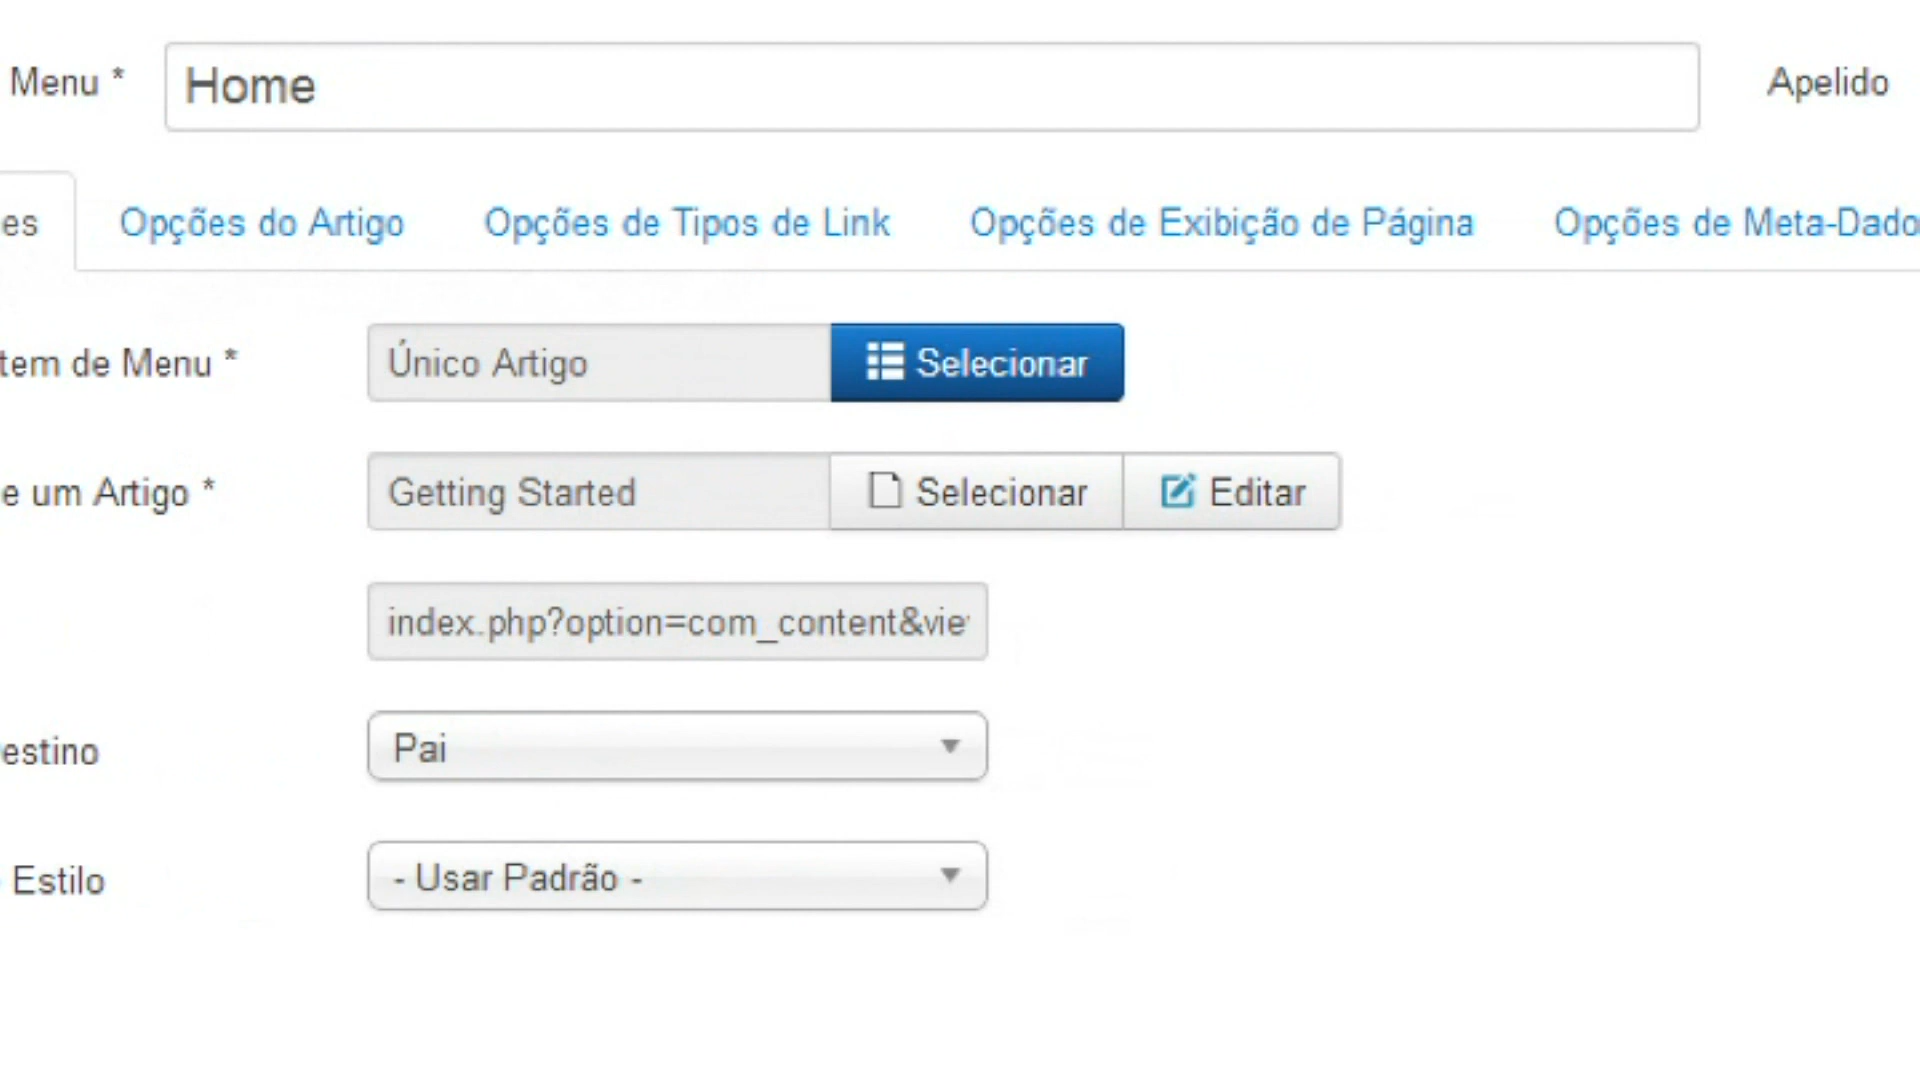 Menu * Home Apelido
es Opções do Artigo Opções de Tipos de Link Opções de Exibição de Página Opções de Meta-Dado
tem de Menu * Único Artigo Selecionar
e um Artigo * Getting Started Selecionar Editar
index.php?option=com_content&vie
estino Pai
Estilo - Usar Padrão -